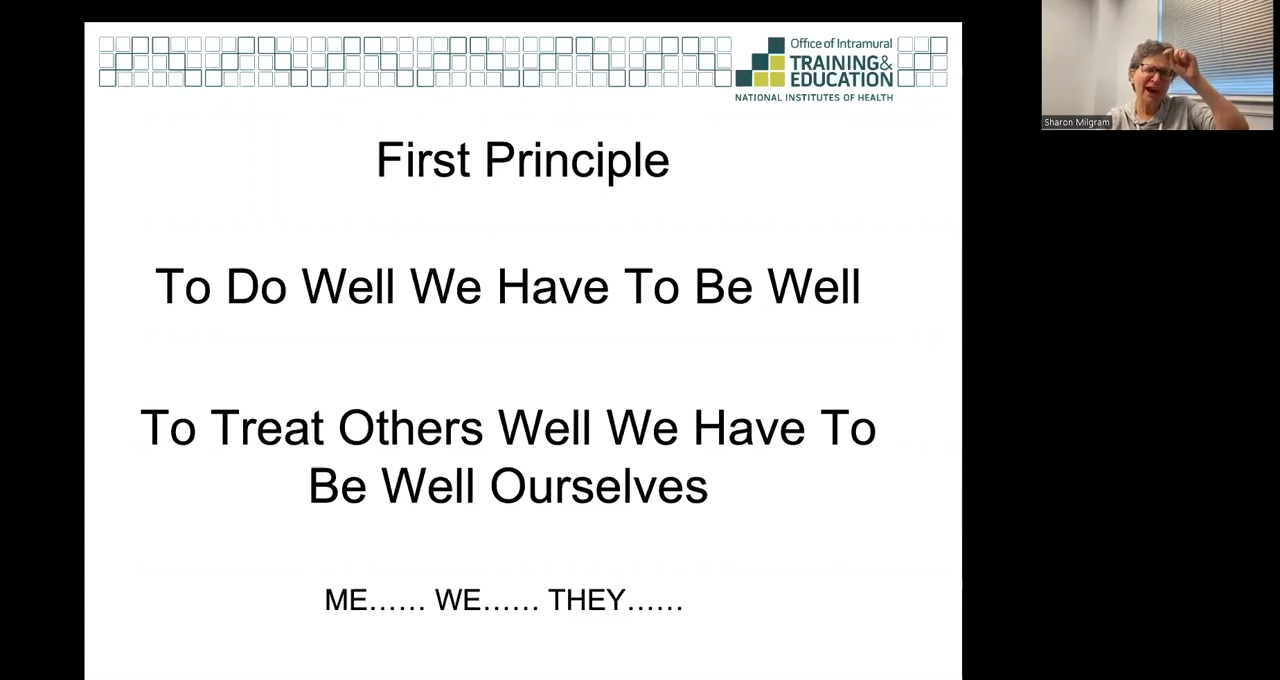 Office of Intramural
TRAINING&
EDUCATION
NATIONAL INSTITUTES OF HEALTH
Sharon Milgram
First Principle
To Do Well We Have To Be Well
To Treat Others Well We Have To
Be Well Ourselves
ME…… WE…… THEY……